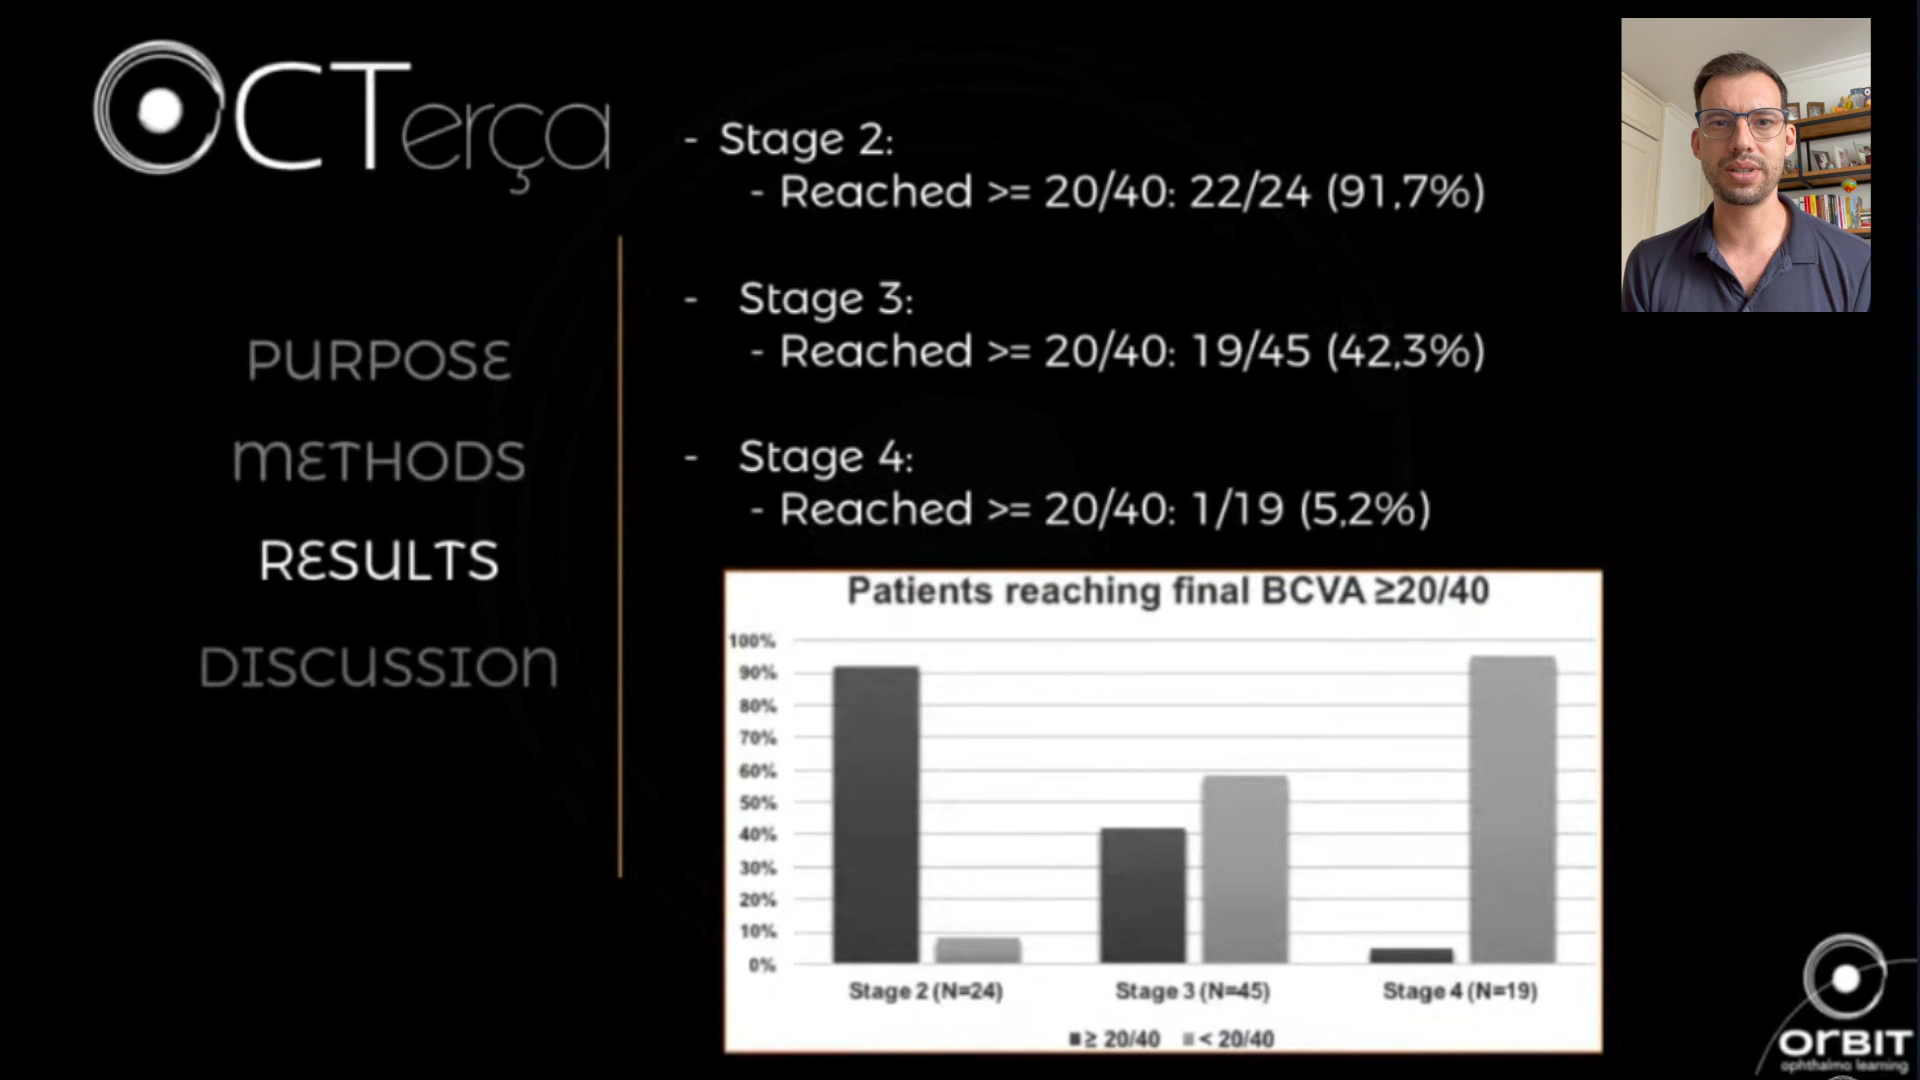 OCTerça
PURPOSE
METHODS
RESULTS
DISCUSSION
- Stage 2:
- Reached >= 20/40: 22/24 (91,7%)
- Stage 3:
- Reached >= 20/40: 19/45 (42,3%)
- Stage 4:
- Reached >= 20/40: 1/19 (5,2%)
Patients reaching final BCVA ≥20/40
100%
90%
80%
70%
60%
50%
40%
30%
20%
10%
0%
Stage 2 (N=24) Stage 3 (N=45) Stage 4 (N=19)
≥ 20/40 < 20/40
ORBIT
ophthalmo learning